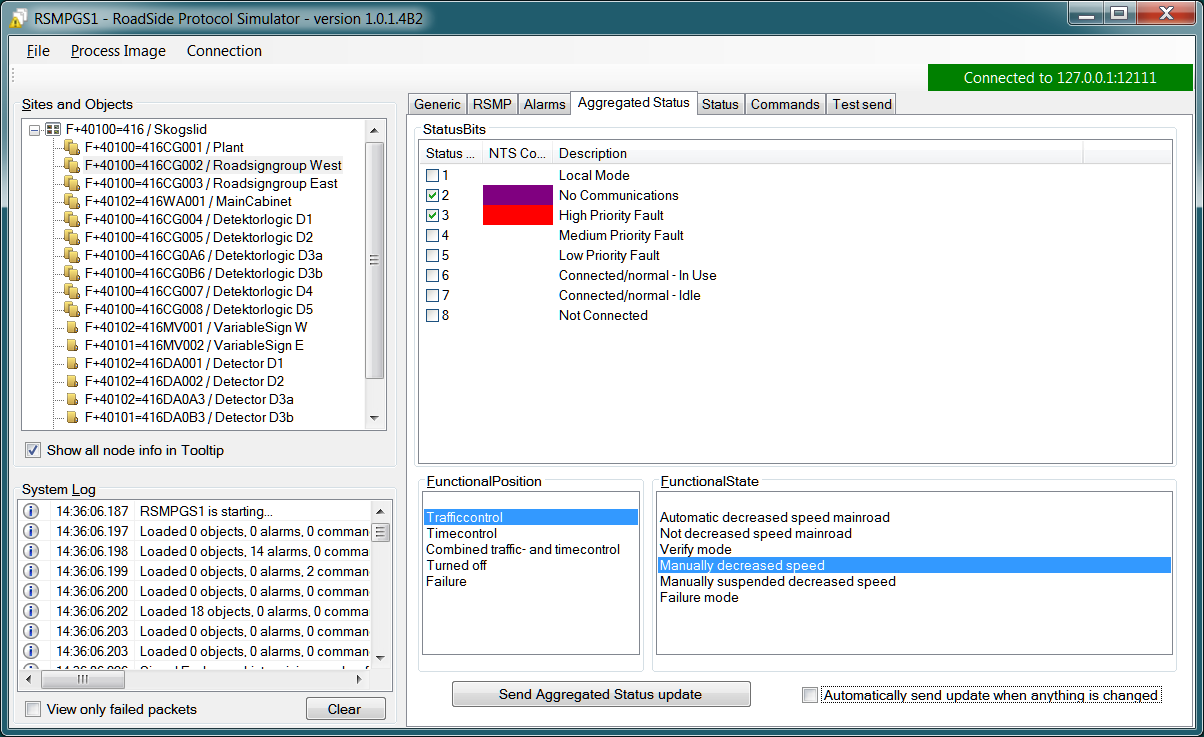 RSMPGS1 - RoadSide Protocol Simulator - version 1.0.1.4B2
File Process Image Connection
Connected to 127.0.0.1:12111
Sites and Objects
F+40100=416 / Skogslid
F+40100=416CG001 / Plant
F+40100=416CG002 / Roadsigngroup West
F+40100=416CG003 / Roadsigngroup East
F+40102=416WA001 / MainCabinet
F+40100=416CG004 / Detektorlogic D1
F+40100=416CG005 / Detektorlogic D2
F+40100=416CG0A6 / Detektorlogic D3a
F+40100=416CG0B6 / Detektorlogic D3b
F+40100=416CG007 / Detektorlogic D4
F+40100=416CG008 / Detektorlogic D5
F+40102=416MV001 / VariableSign W
F+40101=416MV002 / VariableSign E
F+40102=416DA001 / Detector D1
F+40102=416DA002 / Detector D2
F+40102=416DA0A3 / Detector D3a
F+40101=416DA0B3 / Detector D3b
Show all node info in Tooltip
System Log
14:36:06.187 RSMPGS1 is starting...
14:36:06.197 Loaded 0 objects, 0 alarms, 0 comman
14:36:06.198 Loaded 0 objects, 14 alarms, 0 comma
14:36:06.199 Loaded 0 objects, 0 alarms, 2 comman
14:36:06.200 Loaded 0 objects, 0 alarms, 0 comman
14:36:06.202 Loaded 18 objects, 0 alarms, 0 comma
14:36:06.203 Loaded 0 objects, 0 alarms, 0 comman
14:36:06.203 Loaded 0 objects, 0 alarms, 0 comman
View only failed packets
Clear
Generic RSMP Alarms Aggregated Status Status Commands Test send
StatusBits
Status ... NTS Co... Description
1 Local Mode
2 No Communications
3 High Priority Fault
4 Medium Priority Fault
5 Low Priority Fault
6 Connected/normal - In Use
7 Connected/normal - Idle
8 Not Connected
FunctionalPosition
Trafficcontrol
Timecontrol
Combined traffic- and timecontrol
Turned off
Failure
FunctionalState
Automatic decreased speed mainroad
Not decreased speed mainroad
Verify mode
Manually decreased speed
Manually suspended decreased speed
Failure mode
Send Aggregated Status update
Automatically send update when anything is changed